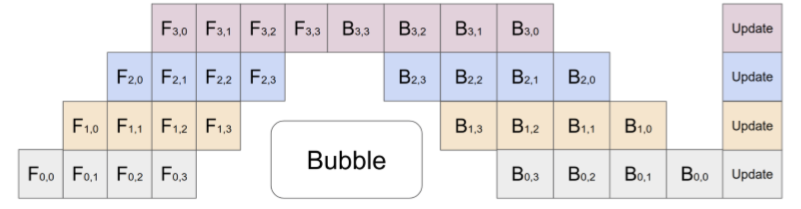 F3,0 F3,1 F3,2 F3,3 B3,3 B3,2 B3,1 B3,0 Update
F2,0 F2,1 F2,2 F2,3 B2,3 B2,2 B2,1 B2,0 Update
F1,0 F1,1 F1,2 F1,3 B1,3 B1,2 B1,1 B1,0 Update
Bubble
F0,0 F0,1 F0,2 F0,3 B0,3 B0,2 B0,1 B0,0 Update